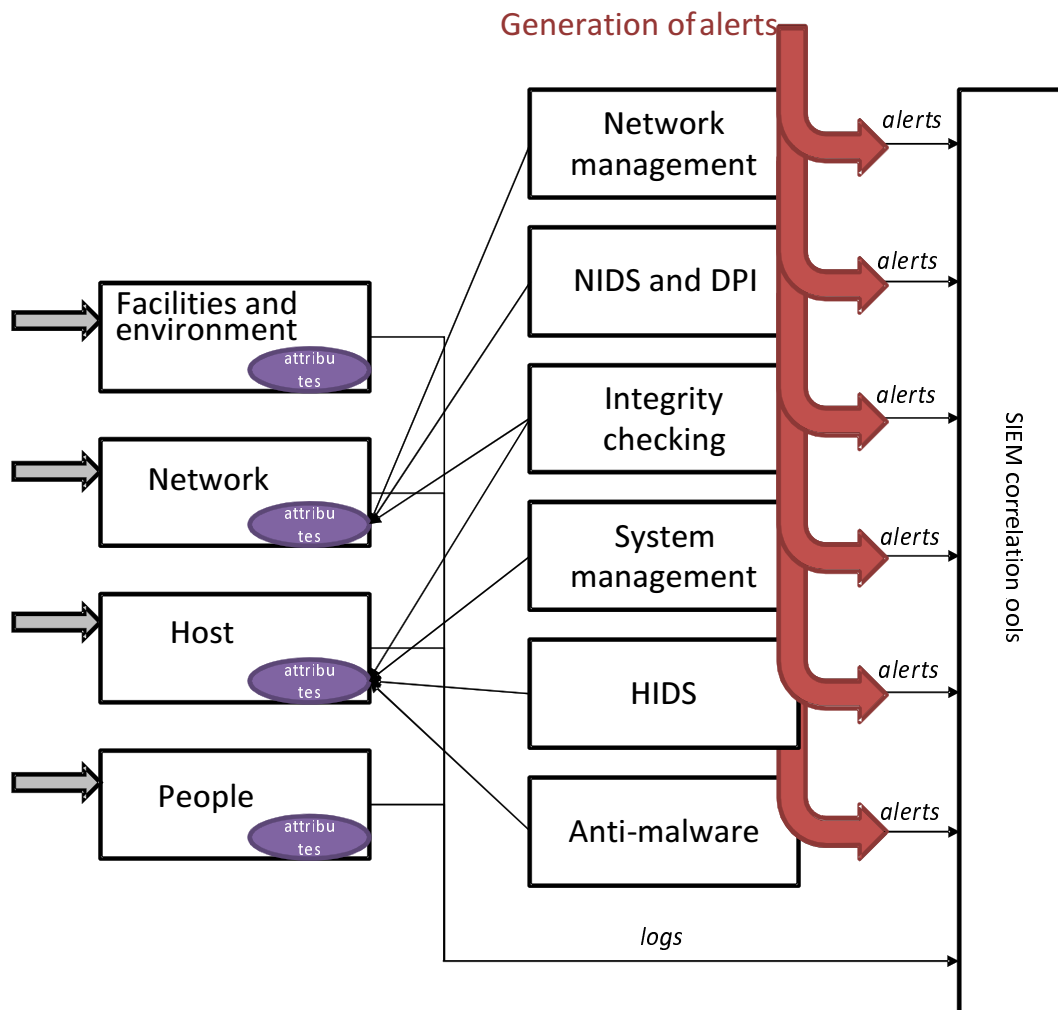 Generation of alerts
Network
management
alerts
NIDS and DPI
alerts
Facilities and
environment
attribu
tes
Integrity
checking
alerts
Network
attribu
tes
System
management
alerts
Host
attribu
tes
HIDS
alerts
People
attribu
tes
Anti-malware
alerts
logs
SIEM correlation ools